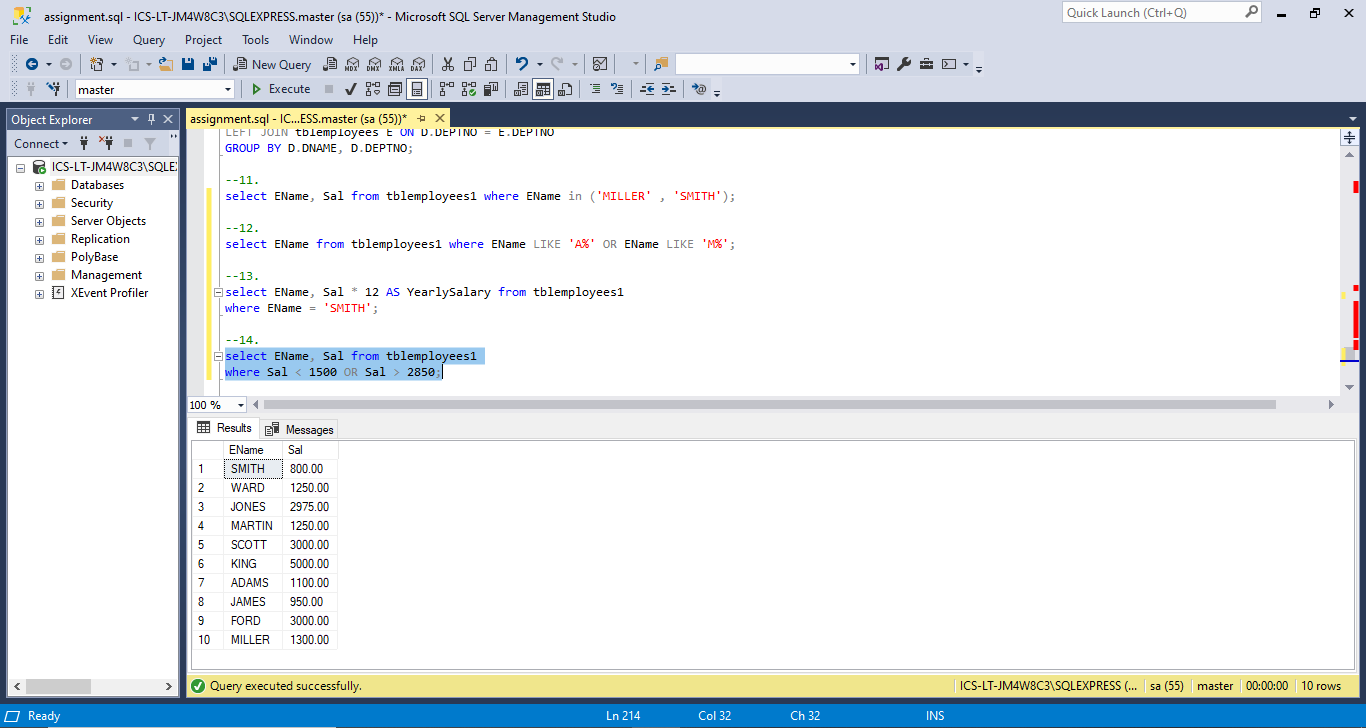 assignment.sql - ICS-LT-JM4W8C3\SQLEXPRESS.master (sa (55))* - Microsoft SQL Server Management Studio
Quick Launch (Ctrl+Q)
File Edit View Query Project Tools Window Help
New Query MDX DMX XMLA DAX
master Execute
Object Explorer
Connect
ICS-LT-JM4W8C3\SQLEX
Databases
Security
Server Objects
Replication
PolyBase
Management
XEvent Profiler
assignment.sql - IC...ESS.master (sa (55))*
LEFT JOIN tblemployees E ON D.DEPTNO = E.DEPTNO
GROUP BY D.DNAME, D.DEPTNO;
--11.
select EName, Sal from tblemployees1 where EName in ('MILLER' , 'SMITH');
--12.
select EName from tblemployees1 where EName LIKE 'A%' OR EName LIKE 'M%';
--13.
select EName, Sal * 12 AS YearlySalary from tblemployees1
where EName = 'SMITH';
--14.
select EName, Sal from tblemployees1
where Sal < 1500 OR Sal > 2850;
100 %
Results Messages
EName Sal
1 SMITH 800.00
2 WARD 1250.00
3 JONES 2975.00
4 MARTIN 1250.00
5 SCOTT 3000.00
6 KING 5000.00
7 ADAMS 1100.00
8 JAMES 950.00
9 FORD 3000.00
10 MILLER 1300.00
Query executed successfully. ICS-LT-JM4W8C3\SQLEXPRESS (... sa (55) master 00:00:00 10 rows
Ready Ln 214 Col 32 Ch 32 INS